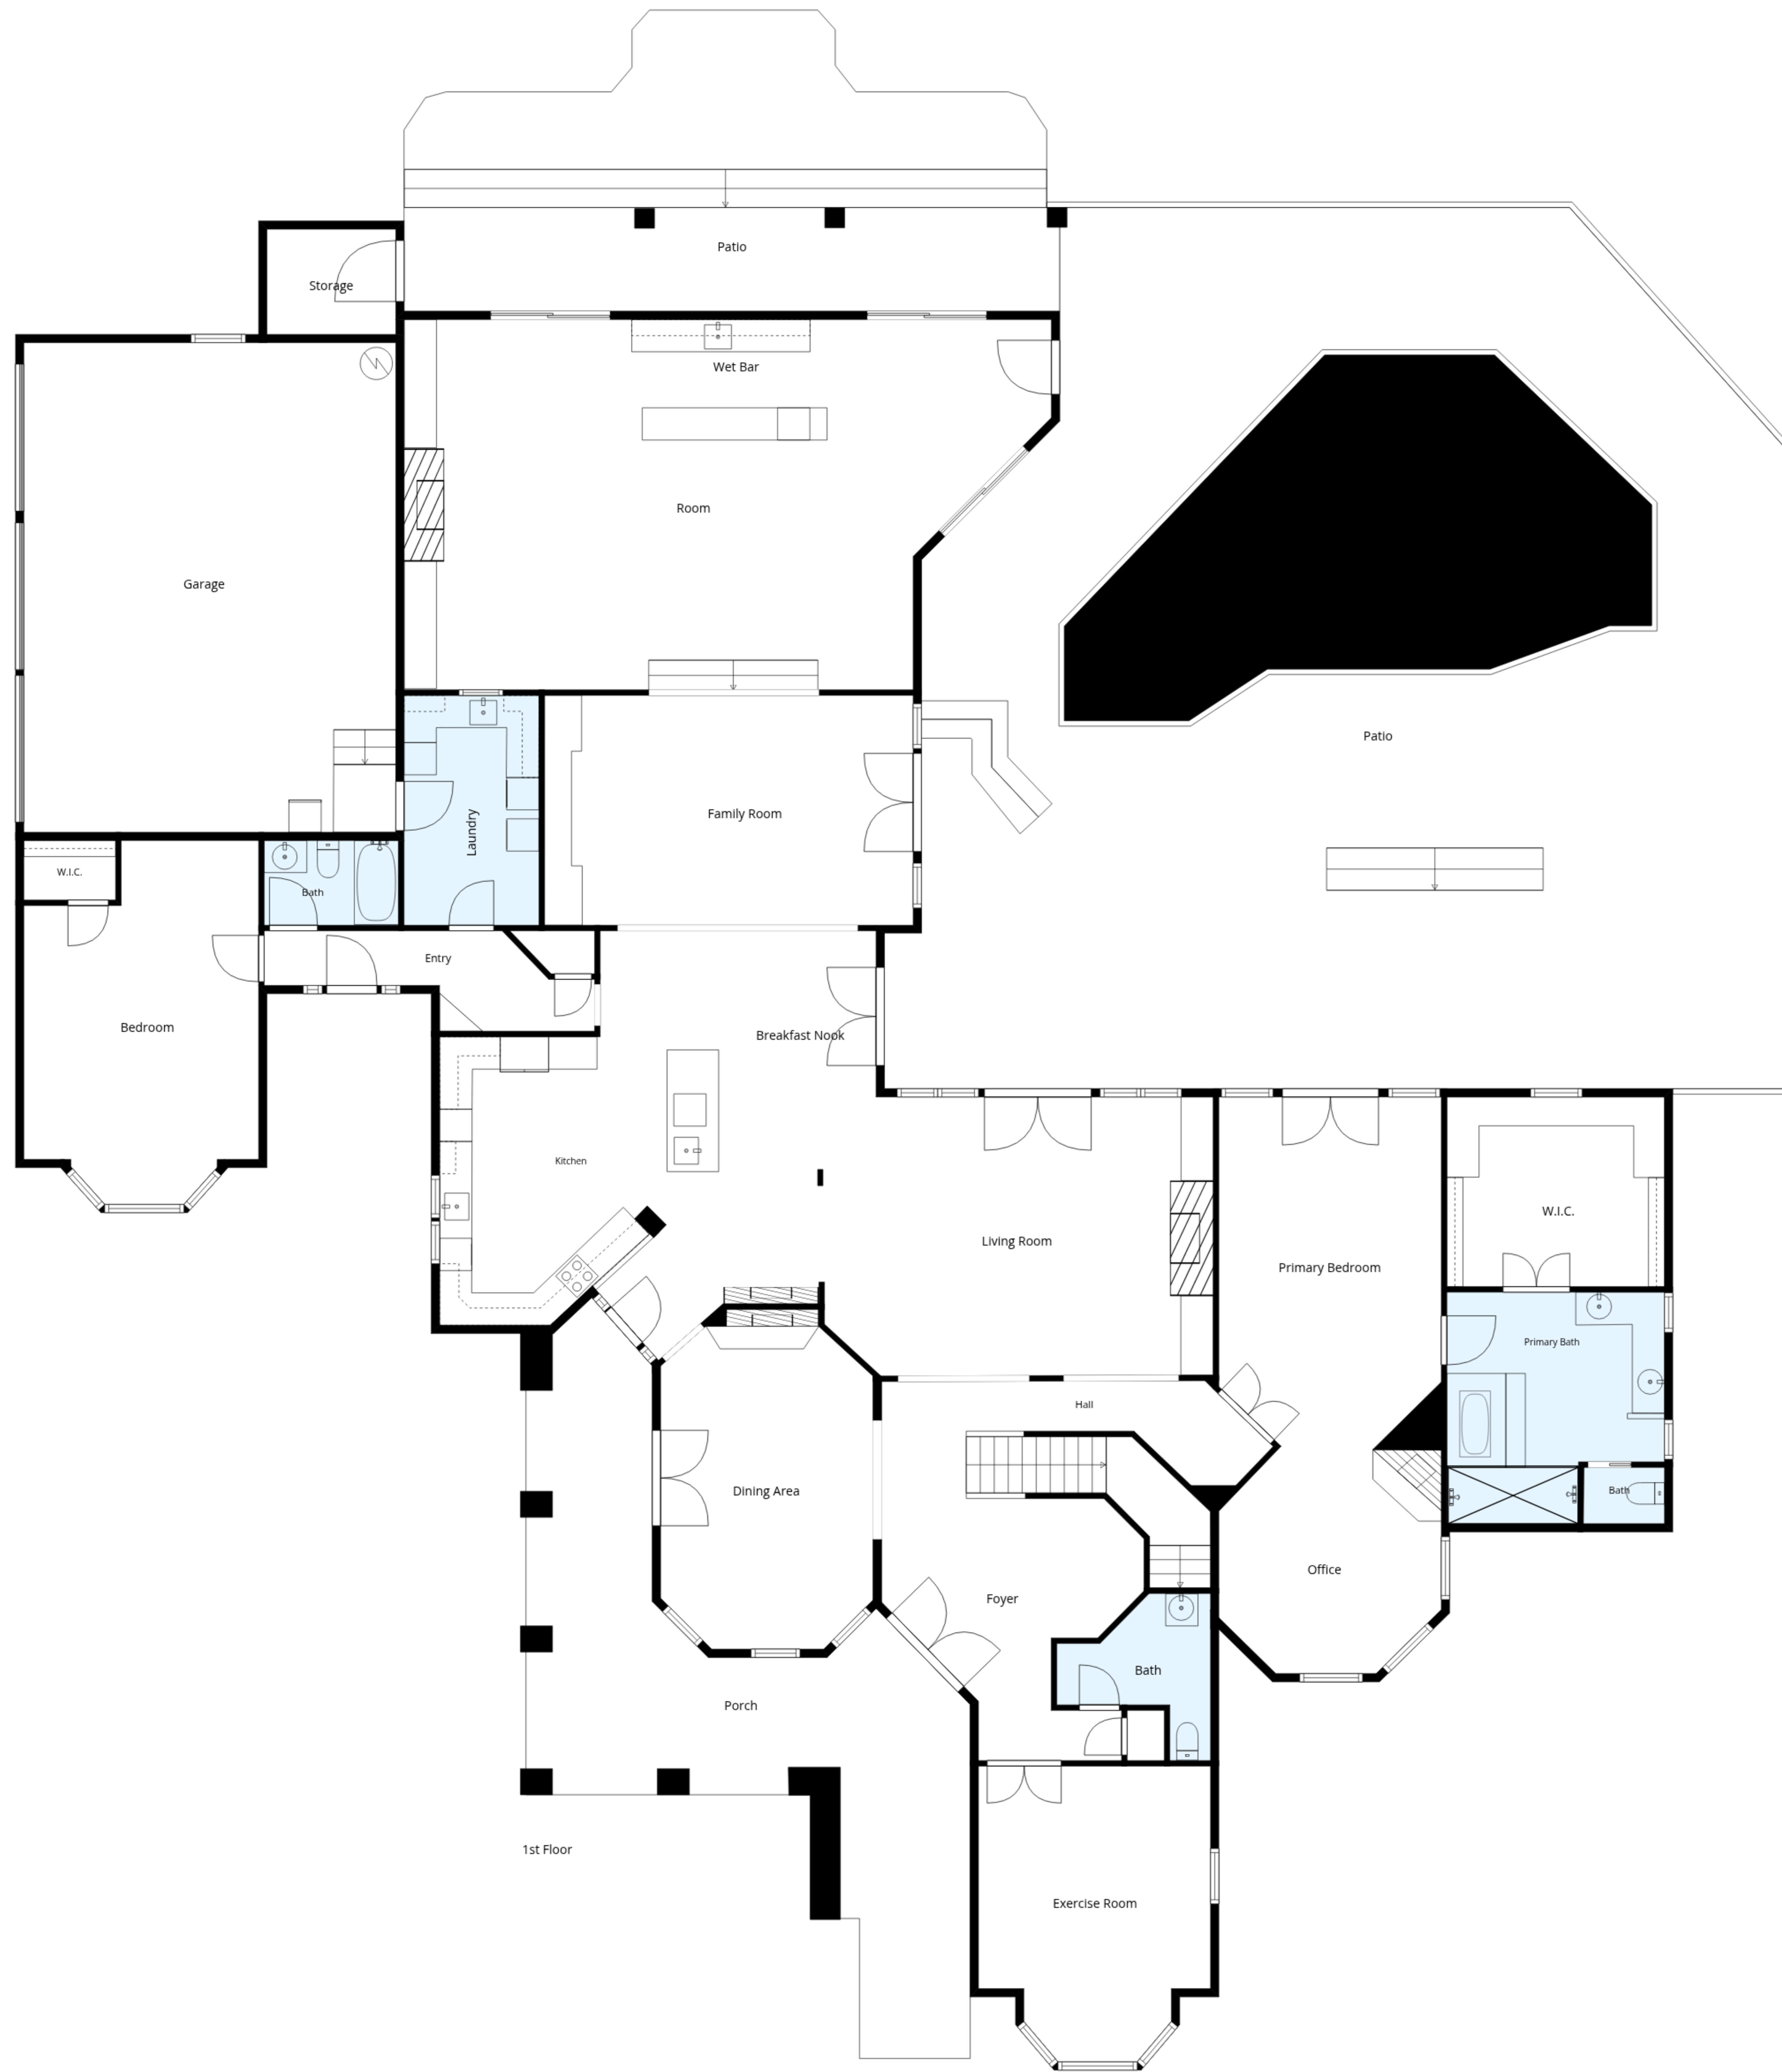 Patio
Storage
Wet Bar
Room
Garage
Patio
Family Room
Laundry
W.I.C.
Bath
Entry
Bedroom
Breakfast Nook
Kitchen
W.I.C.
Living Room
Primary Bedroom
Primary Bath
Hall
Dining Area
Bath
Office
Foyer
Bath
Porch
1st Floor
Exercise Room